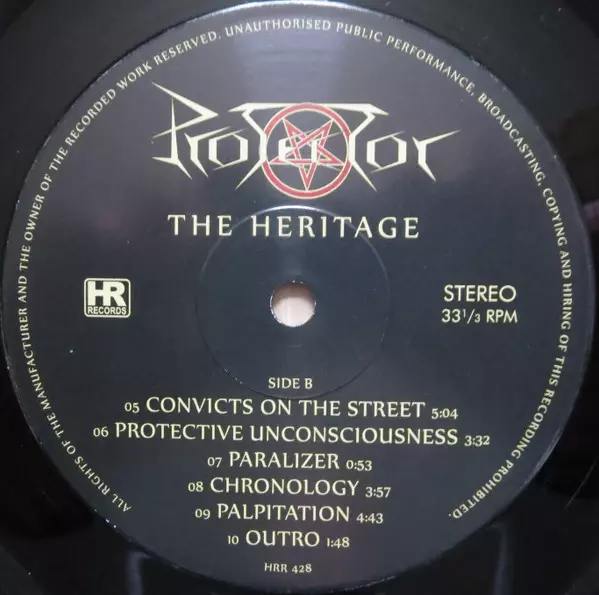 ALL RIGHTS OF THE MANUFACTURER AND THE OWNER OF THE RECORDED WORK RESERVED. UNAUTHORISED PUBLIC PERFORMANCE, BROADCASTING, COPYING AND HIRING OF THIS RECORDING PROHIBITED.
PROTECTOR
THE HERITAGE
HR
RECORDS
STEREO
33 1/3 RPM
SIDE B
05 CONVICTS ON THE STREET 5:04
06 PROTECTIVE UNCONSCIOUSNESS 3:32
07 PARALIZER 0:53
08 CHRONOLOGY 3:57
09 PALPITATION 4:43
10 OUTRO 1:48
HRR 428